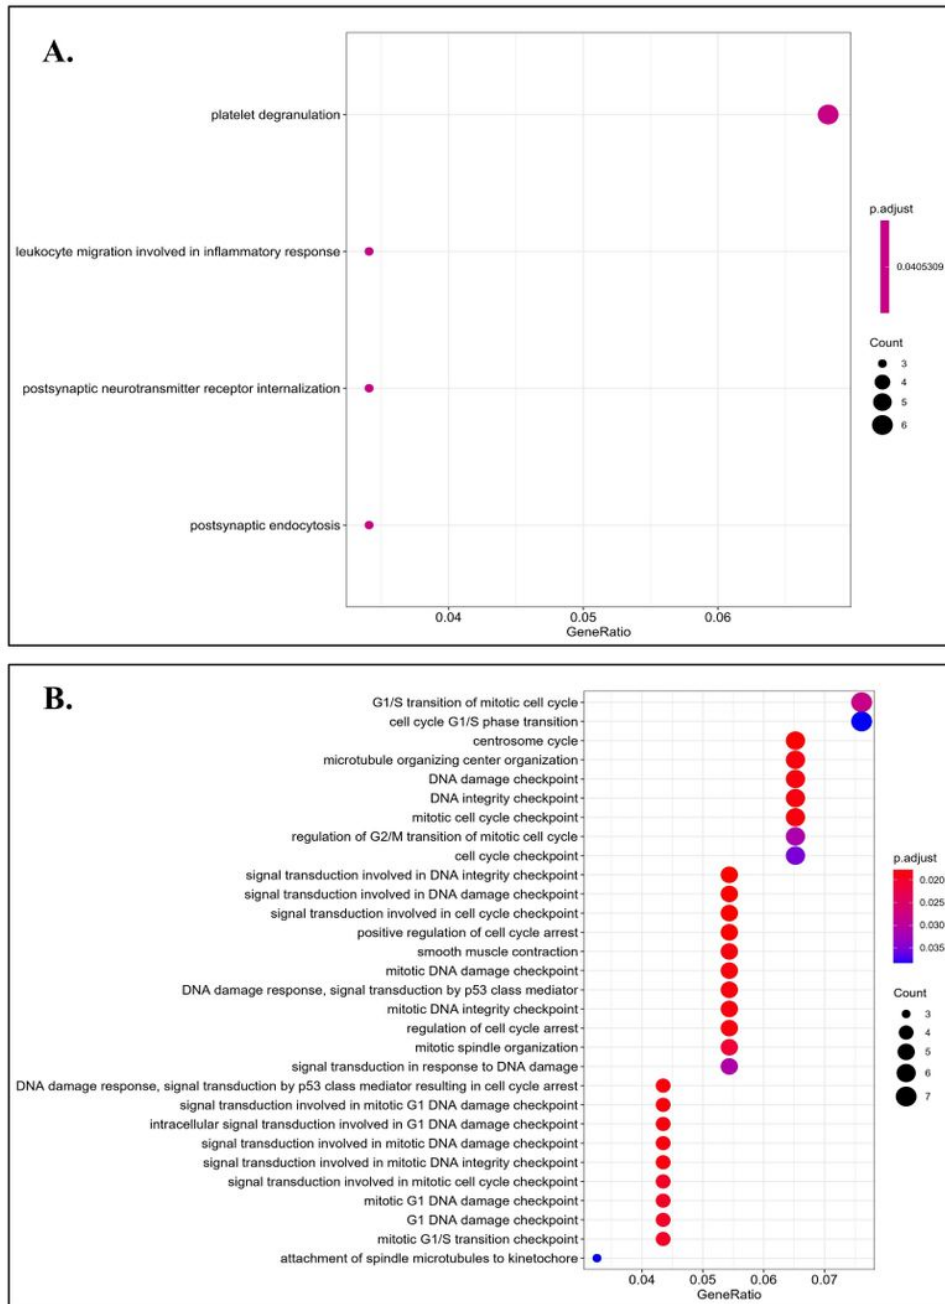 A.
platelet degranulation
leukocyte migration involved in inflammatory response
postsynaptic neurotransmitter receptor internalization
postsynaptic endocytosis
0.04 0.05 0.06
GeneRatio
p.adjust
0.0405309
Count
3
4
5
6
B.
G1/S transition of mitotic cell cycle
cell cycle G1/S phase transition
centrosome cycle
microtubule organizing center organization
DNA damage checkpoint
DNA integrity checkpoint
mitotic cell cycle checkpoint
regulation of G2/M transition of mitotic cell cycle
cell cycle checkpoint
signal transduction involved in DNA integrity checkpoint
signal transduction involved in DNA damage checkpoint
signal transduction involved in cell cycle checkpoint
positive regulation of cell cycle arrest
smooth muscle contraction
mitotic DNA damage checkpoint
DNA damage response, signal transduction by p53 class mediator
mitotic DNA integrity checkpoint
regulation of cell cycle arrest
mitotic spindle organization
signal transduction in response to DNA damage
DNA damage response, signal transduction by p53 class mediator resulting in cell cycle arrest
signal transduction involved in mitotic G1 DNA damage checkpoint
intracellular signal transduction involved in G1 DNA damage checkpoint
signal transduction involved in mitotic DNA damage checkpoint
signal transduction involved in mitotic DNA integrity checkpoint
signal transduction involved in mitotic cell cycle checkpoint
mitotic G1 DNA damage checkpoint
G1 DNA damage checkpoint
mitotic G1/S transition checkpoint
attachment of spindle microtubules to kinetochore
0.04 0.05 0.06 0.07
GeneRatio
p.adjust
0.020
0.025
0.030
0.035
Count
3
4
5
6
7